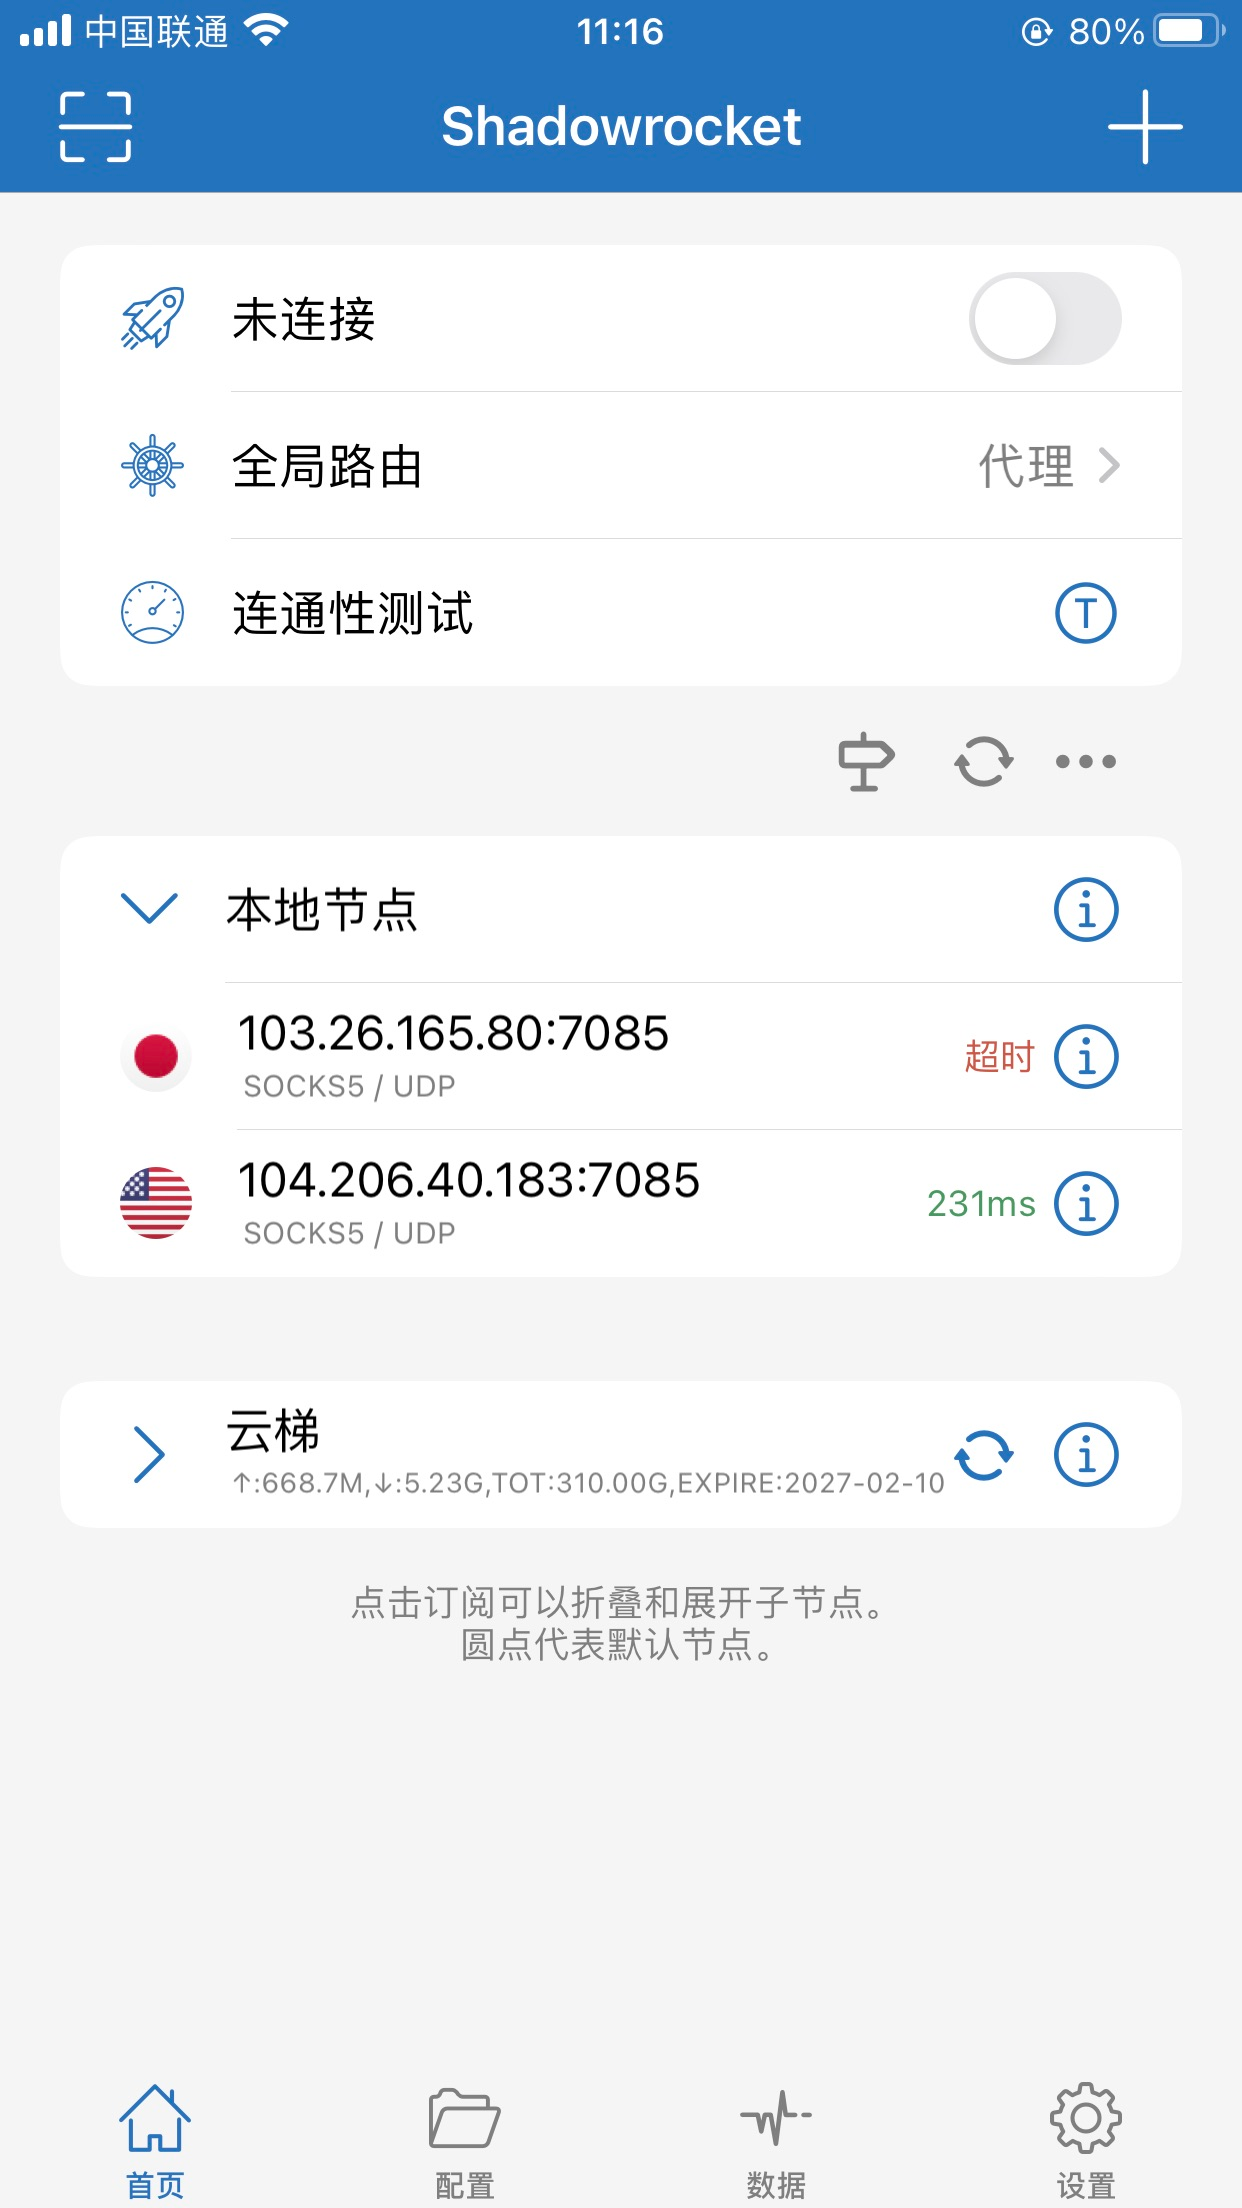 中国联通 11:16 80%
Shadowrocket
未连接
全局路由 代理
连通性测试 T
本地节点
103.26.165.80:7085
SOCKS5 / UDP
超时
104.206.40.183:7085
SOCKS5 / UDP
231ms
云梯
↑:668.7M,↓:5.23G,TOT:310.00G,EXPIRE:2027-02-10
点击订阅可以折叠和展开子节点。
圆点代表默认节点。
首页 配置 数据 设置